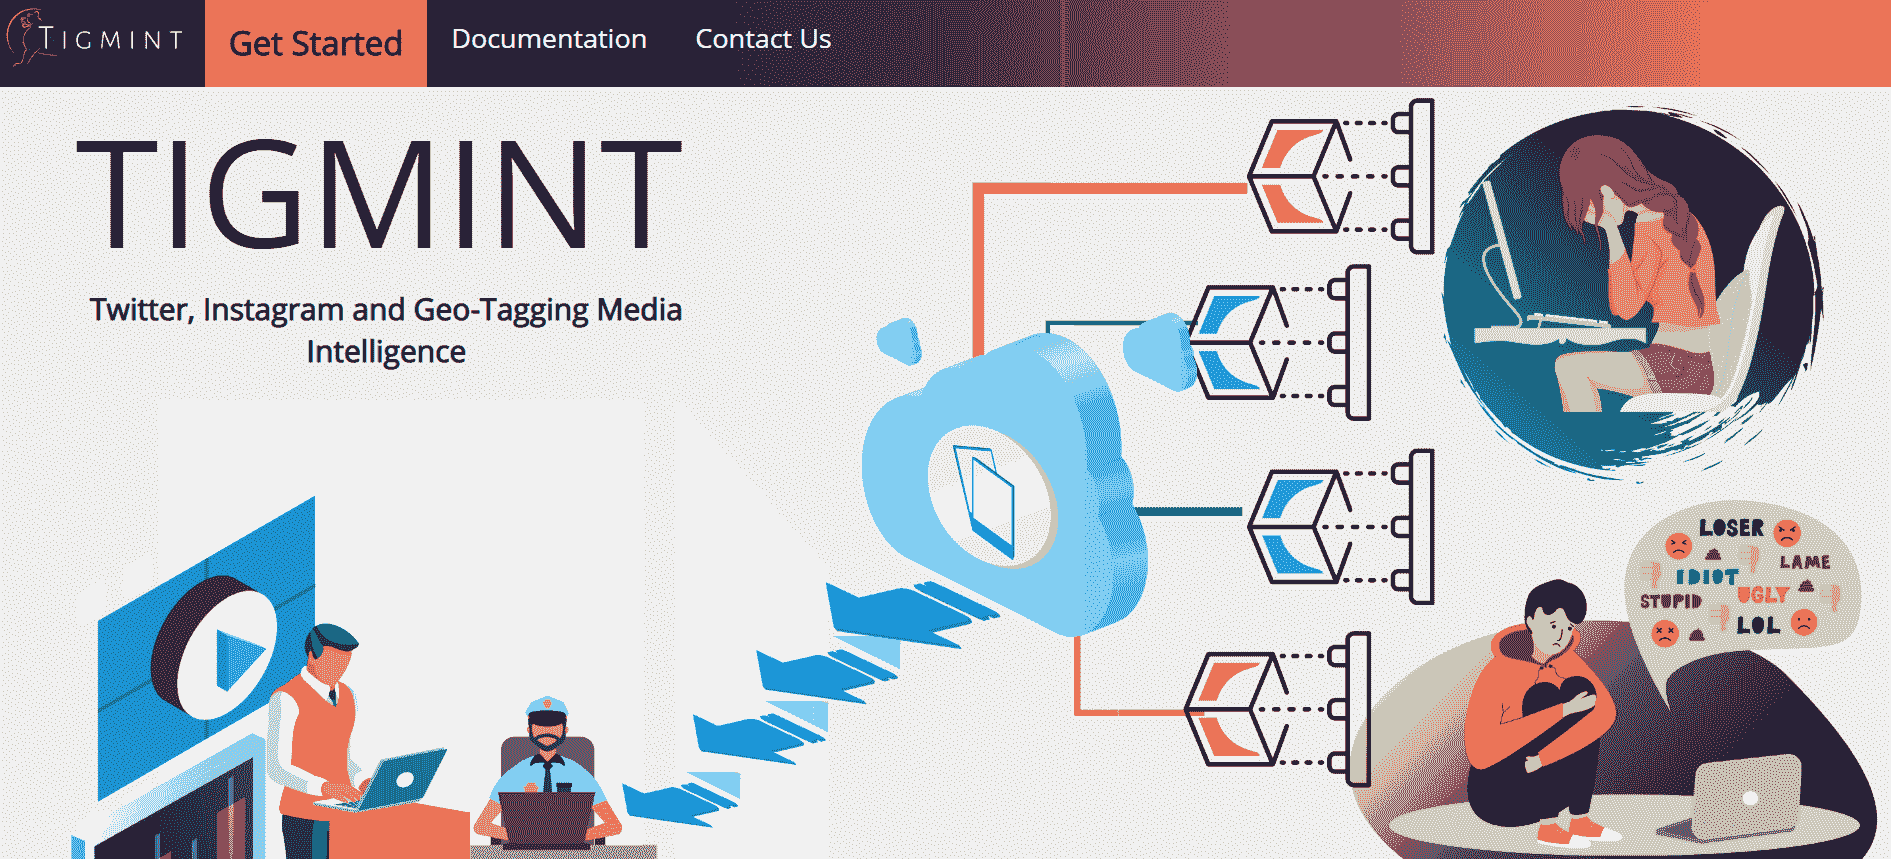 TIGMINT
Get Started
Documentation
Contact Us
TIGMINT
Twitter, Instagram and Geo-Tagging Media
Intelligence
LOSER
LAME
IDIOT
UGLY
STUPID
LOL